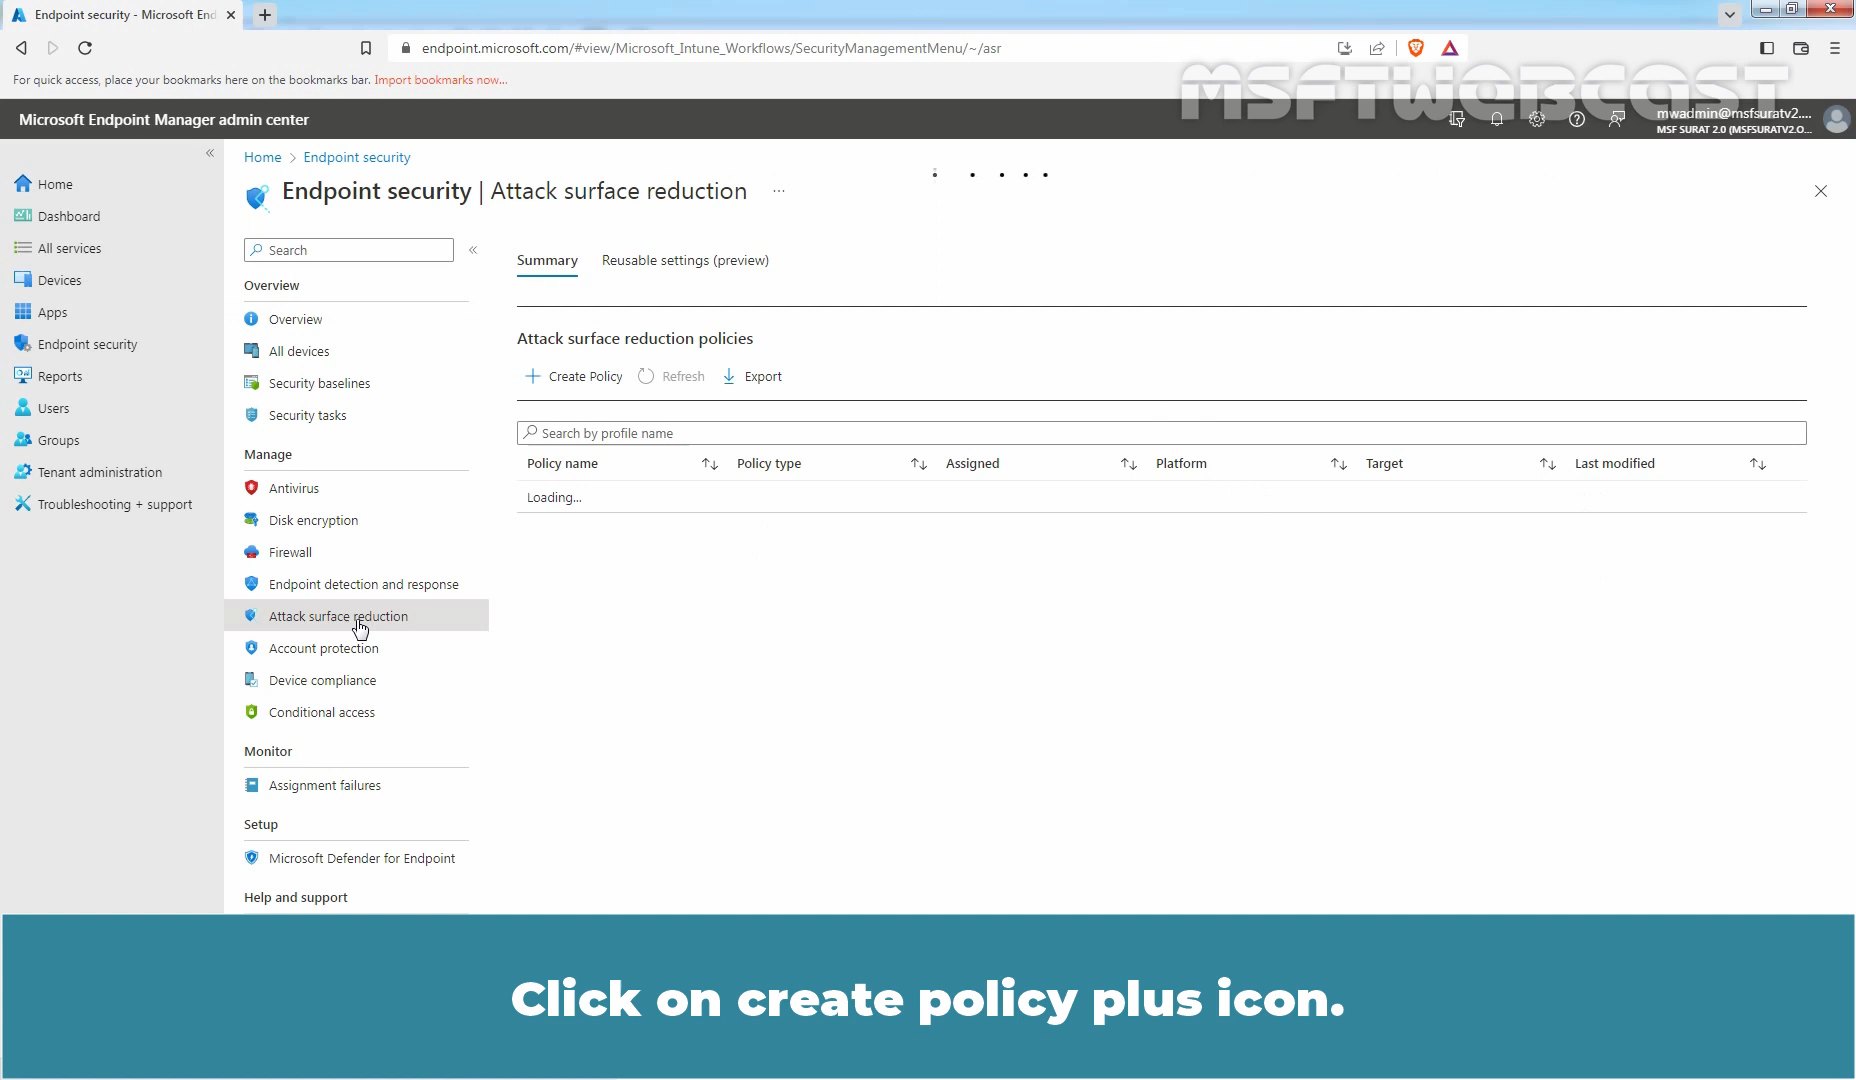 Endpoint security - Microsoft End
endpoint.microsoft.com/#view/Microsoft_Intune_Workflows/SecurityManagementMenu/~/asr
For quick access, place your bookmarks here on the bookmarks bar. Import bookmarks now...
MSFTWEBCAST
Microsoft Endpoint Manager admin center
mwadmin@msfsuratv2....
MSF SURAT 2.0 (MSFSURATV2.O...
Home > Endpoint security
Endpoint security | Attack surface reduction ...
Home
Dashboard
All services
Devices
Apps
Endpoint security
Reports
Users
Groups
Tenant administration
Troubleshooting + support
Search
Overview
Overview
All devices
Security baselines
Security tasks
Manage
Antivirus
Disk encryption
Firewall
Endpoint detection and response
Attack surface reduction
Account protection
Device compliance
Conditional access
Monitor
Assignment failures
Setup
Microsoft Defender for Endpoint
Help and support
Summary Reusable settings (preview)
Attack surface reduction policies
Create Policy Refresh Export
Search by profile name
Policy name Policy type Assigned Platform Target Last modified
Loading...
Click on create policy plus icon.